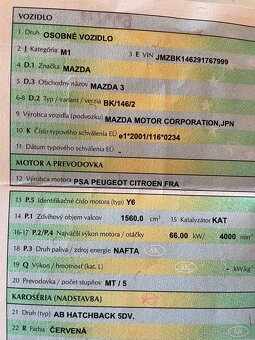 VOZIDLO
1 Druh OSOBNÉ VOZIDLO
2 J Kategória M1 3 E VIN JMZBK146291767999
4 D.1 Značka MAZDA
5 D.3 Obchodný názov MAZDA 3
6-8 D.2 Typ / variant / verzia BK/146/2
9 Výrobca vozidla (podvozku) MAZDA MOTOR CORPORATION,JPN
10 K Číslo typového schválenia EÚ e1*2001/116*0234
11 Dátum typového schválenia EÚ .
MOTOR A PREVODOVKA
12 Výrobca motora PSA PEUGEOT CITROEN FRA
13 P.5 Identifikačné číslo motora (typ) Y6
14 P.1 Zdvihový objem valcov 1560.0 cm³ 15 Katalyzátor KAT
16-17 P.2/P.4 Najväčší výkon motora / otáčky 66.00 kW/ 4000 min⁻¹
18 P.3 Druh paliva / zdroj energie NAFTA
19 Q Výkon / hmotnosť (kat. L) - kW.kg⁻¹
20 Prevodovka / počet stupňov MT / 5
KAROSÉRIA (NADSTAVBA)
21 Druh (typ) AB HATCHBACK 5DV.
22 R Farba ČERVENÁ